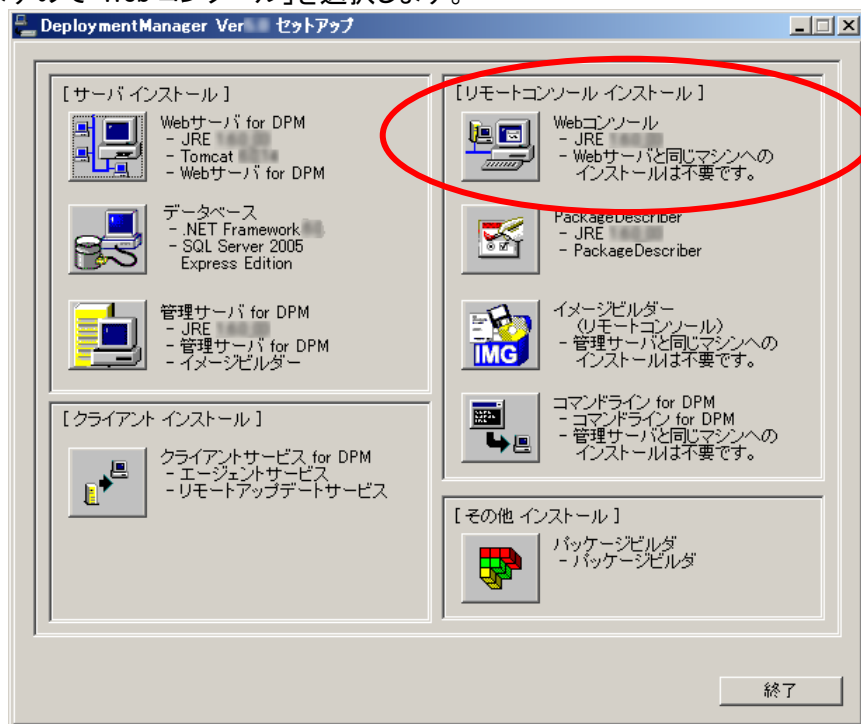 すので「Webコンソール」を選択します。
DeploymentManager Ver セットアップ
[サーバ インストール]
Webサーバ for DPM
- JRE
- Tomcat
- Webサーバ for DPM
データベース
- .NET Framework
- SQL Server 2005
Express Edition
管理サーバ for DPM
- JRE
- 管理サーバ for DPM
- イメージビルダー
[クライアント インストール]
クライアントサービス for DPM
- エージェントサービス
- リモートアップデートサービス
[リモートコンソール インストール]
Webコンソール
- JRE
- Webサーバと同じマシンへの
インストールは不要です。
PackageDescriber
- JRE
- PackageDescriber
イメージビルダー
(リモートコンソール)
- 管理サーバと同じマシンへの
インストールは不要です。
IMG
コマンドライン for DPM
- コマンドライン for DPM
- 管理サーバと同じマシンへの
インストールは不要です。
[その他 インストール]
パッケージビルダ
- パッケージビルダ
終了